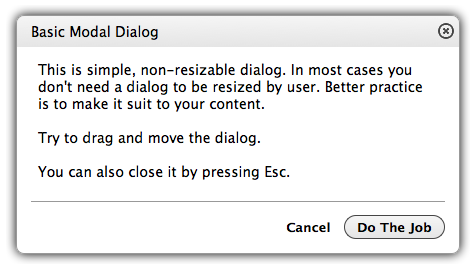 Basic Modal Dialog
This is simple, non-resizable dialog. In most cases you
don't need a dialog to be resized by user. Better practice
is to make it suit to your content.
Try to drag and move the dialog.
You can also close it by pressing Esc.
Cancel Do The Job